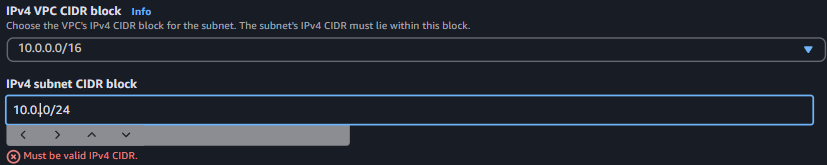 IPv4 VPC CIDR block Info
Choose the VPC's IPv4 CIDR block for the subnet. The subnet's IPv4 CIDR must lie within this block.
10.0.0.0/16
IPv4 subnet CIDR block
10.0.0/24
Must be valid IPv4 CIDR.